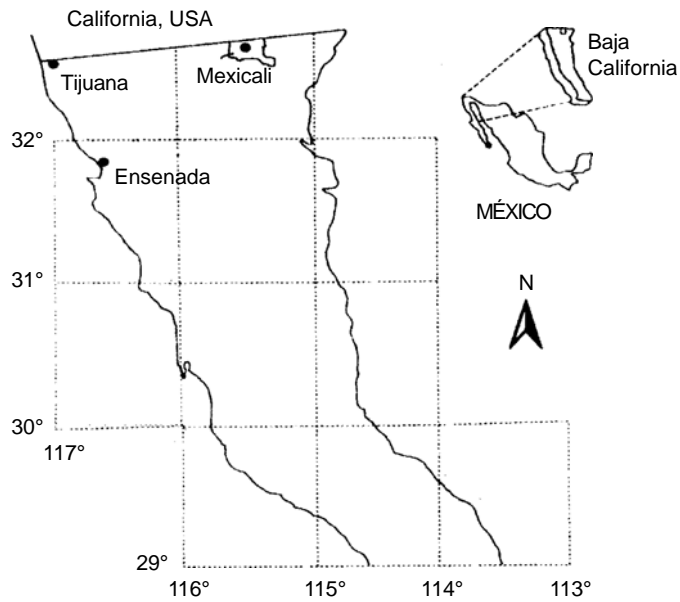 California, USA
Tijuana
Mexicali
Baja
California
32°
Ensenada
MÉXICO
31°
N
30°
117°
29°
116°
115°
114°
113°